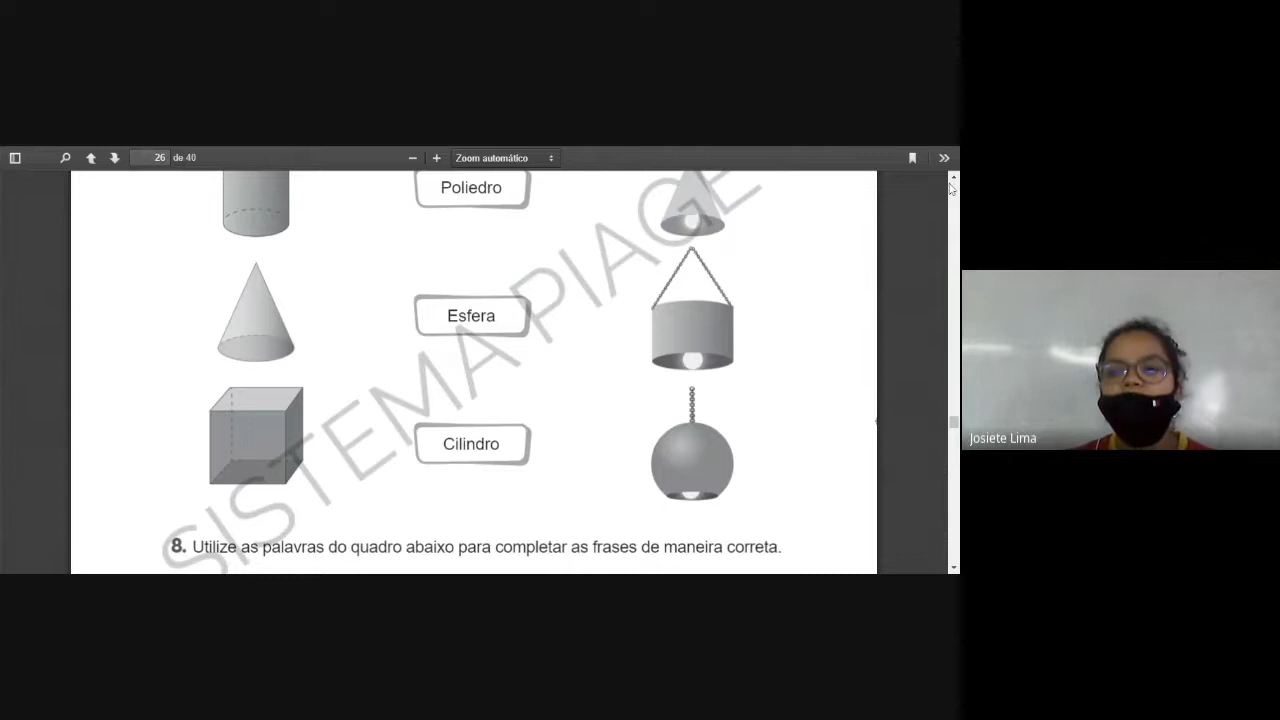 26 de 40
Zoom automático
Poliedro
Esfera
Cilindro
SISTEMA PIAGE
8. Utilize as palavras do quadro abaixo para completar as frases de maneira correta.
Josiete Lima